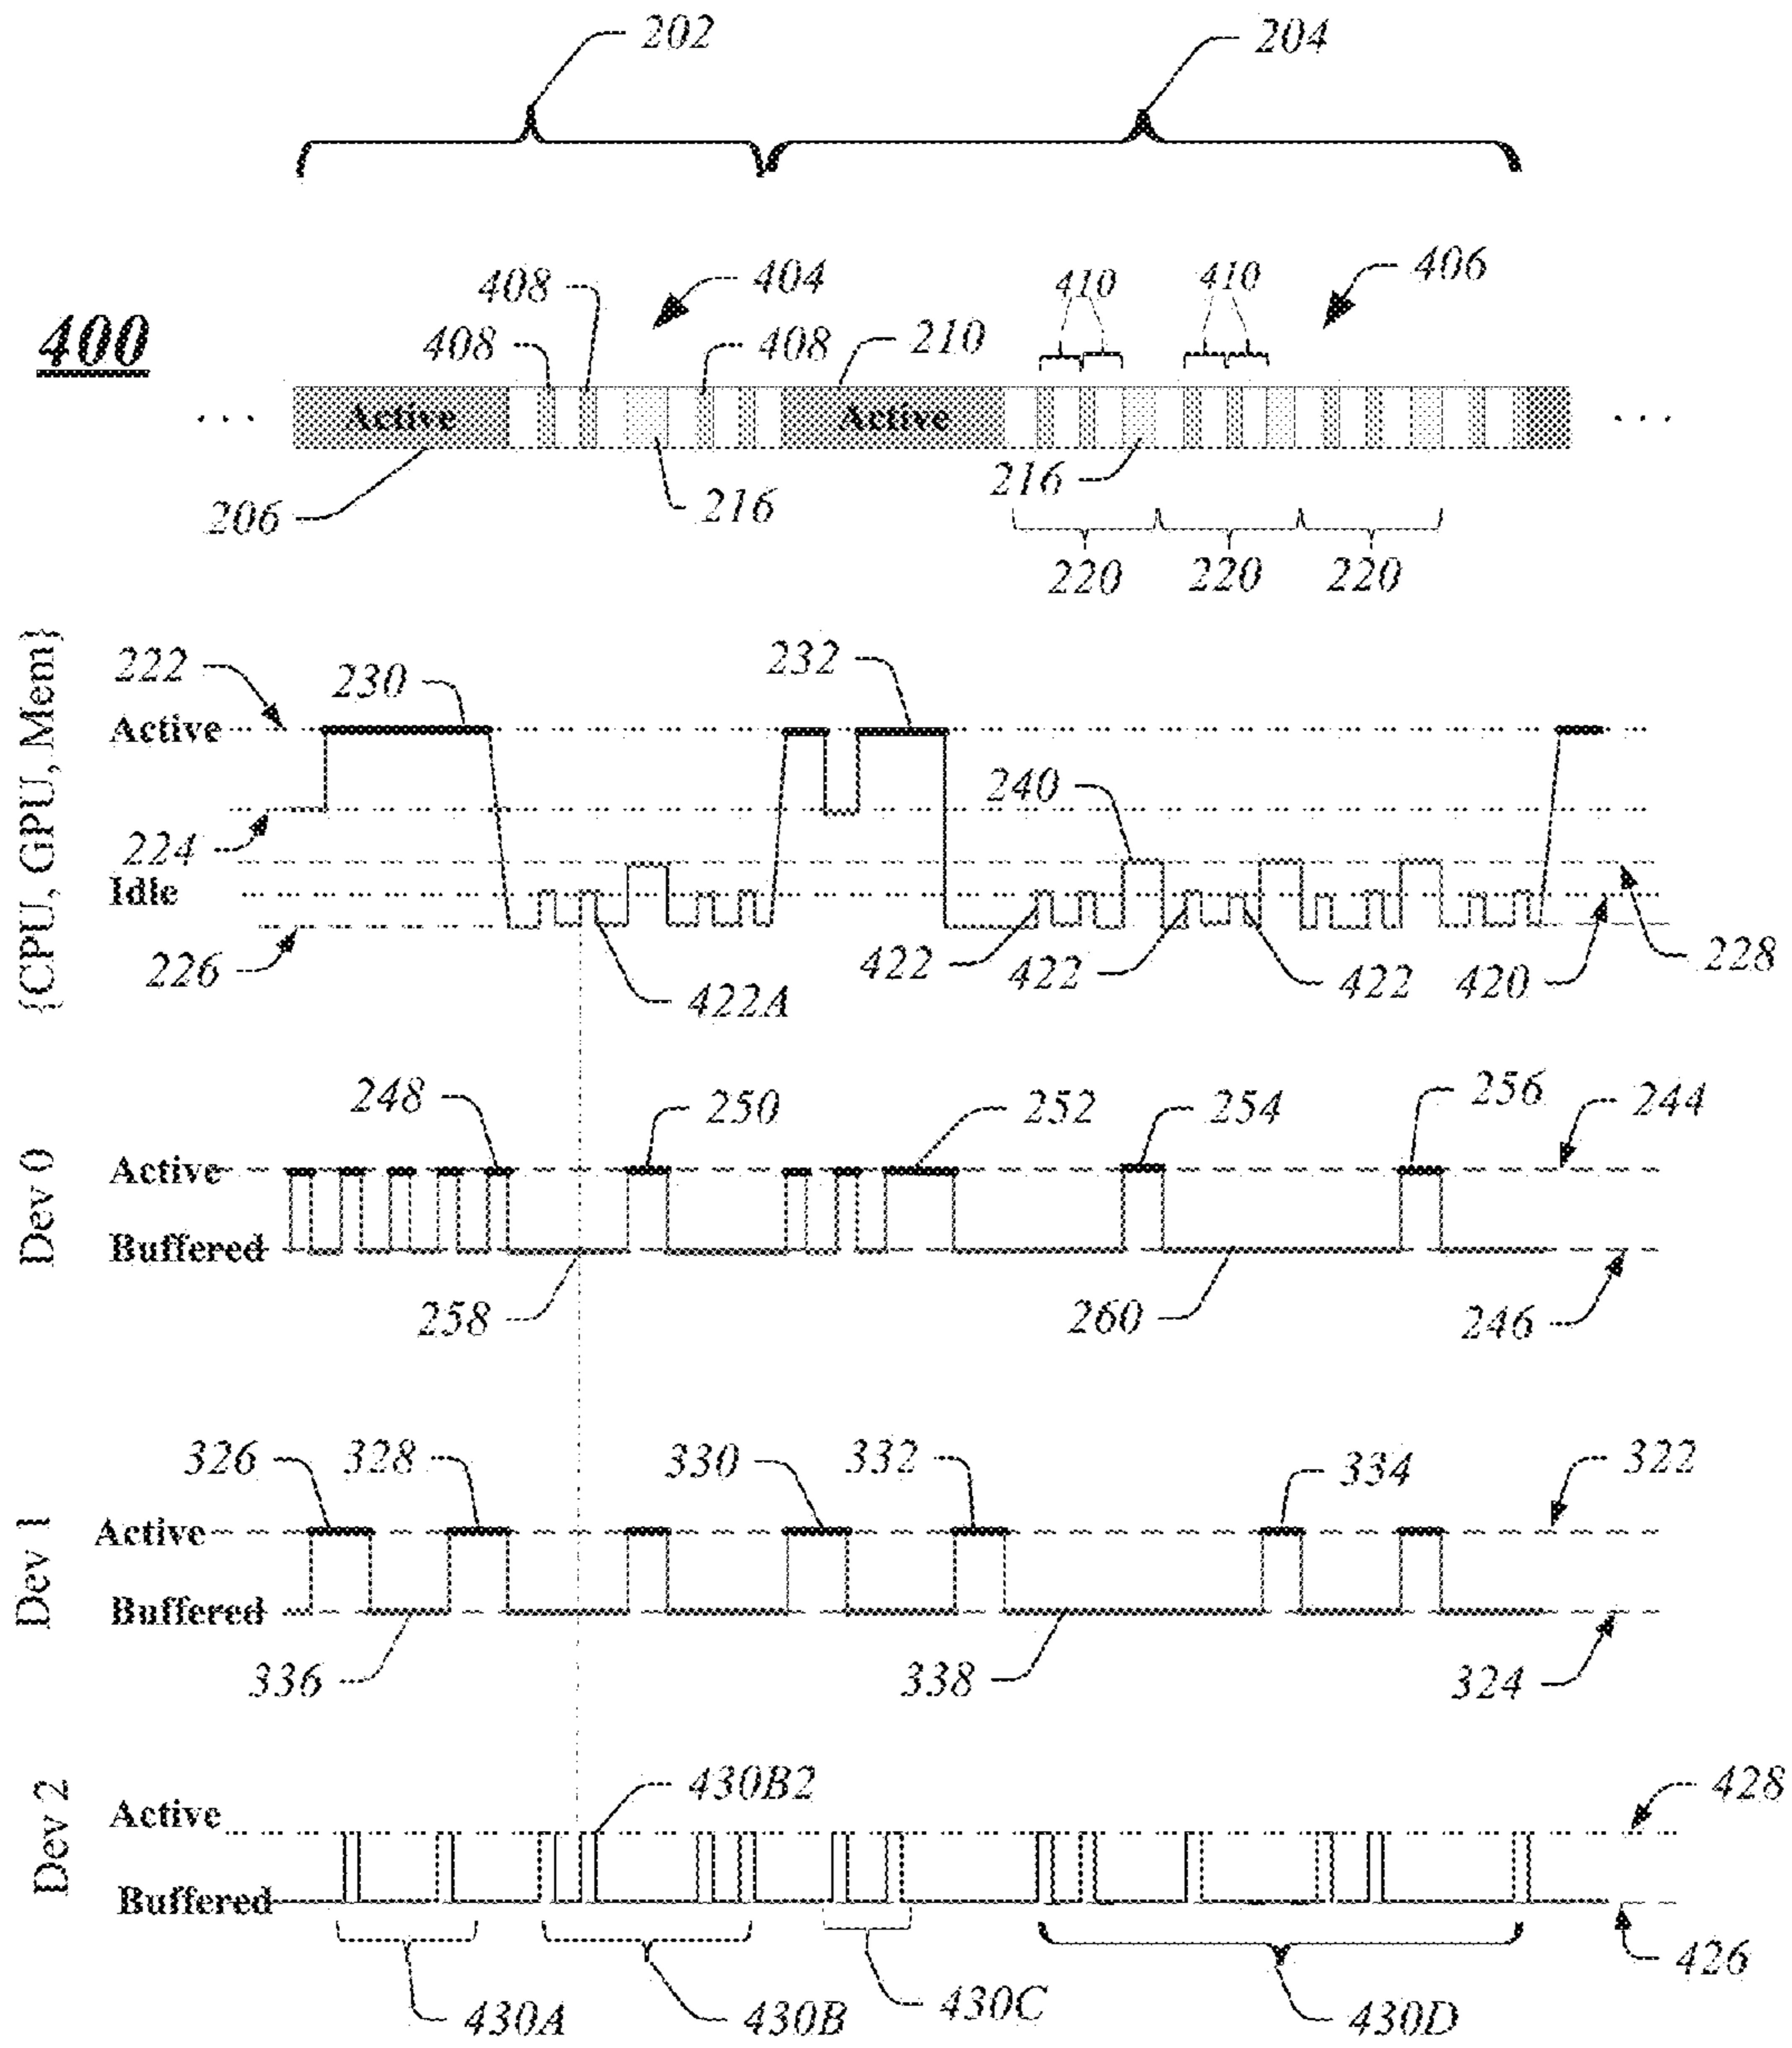 202 204
408 404 410 410 406
400 408 408 210
... Active Active ...
206 216 216
220 220 220
{CPU, GPU, Mem}
222 230 232
Active
240
224
Idle
226 422A 422 422 422 420 228
Dev 0
248 250 252 254 256 244
Active
Buffered
258 260 246
Dev 1
326 328 330 332 334 322
Active
Buffered
336 338 324
Dev 2
430B2 428
Active
Buffered
426
430A 430B 430C 430D